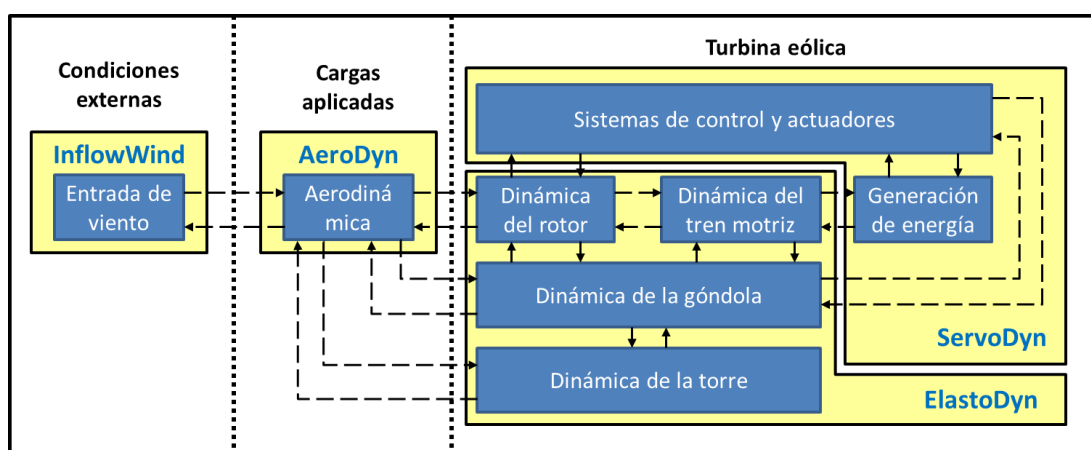 Condiciones
externas
Cargas
aplicadas
Turbina eólica
InflowWind
Entrada de
viento
AeroDyn
Aerodiná
mica
Sistemas de control y actuadores
Dinámica
del rotor
Dinámica del
tren motriz
Generación
de energía
Dinámica de la góndola
ServoDyn
Dinámica de la torre
ElastoDyn